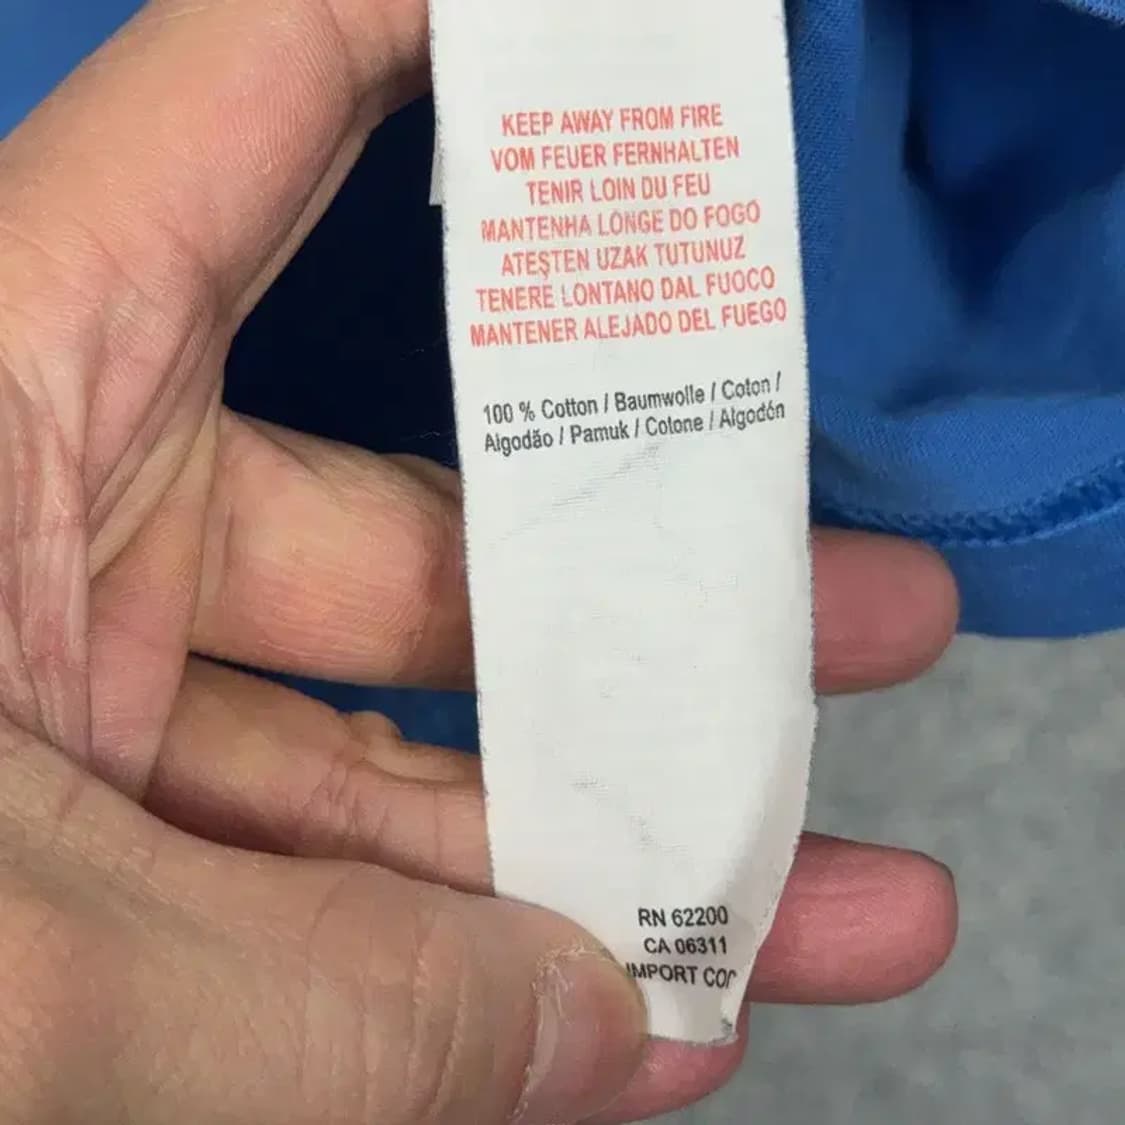 KEEP AWAY FROM FIRE
VOM FEUER FERNHALTEN
TENIR LOIN DU FEU
MANTENHA LONGE DO FOGO
ATEŞTEN UZAK TUTUNUZ
TENERE LONTANO DAL FUOCO
MANTENER ALEJADO DEL FUEGO
100 % Cotton / Baumwolle / Coton /
Algodão / Pamuk / Cotone / Algodón
RN 62200
CA 06311
IMPORT